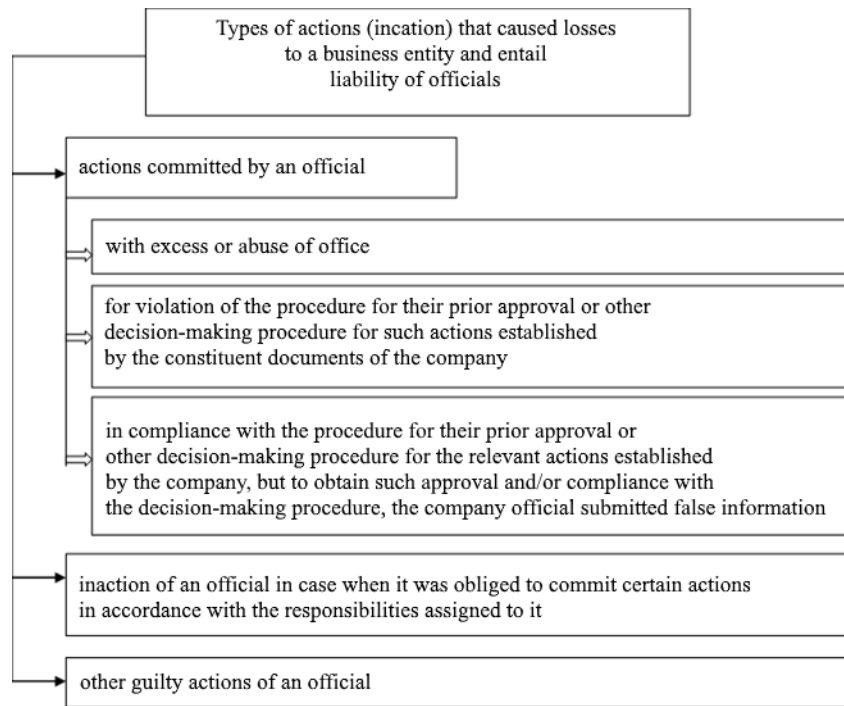 Types of actions (incation) that caused losses
to a business entity and entail
liability of officials
actions committed by an official
with excess or abuse of office
for violation of the procedure for their prior approval or other
decision-making procedure for such actions established
by the constituent documents of the company
in compliance with the procedure for their prior approval or
other decision-making procedure for the relevant actions established
by the company, but to obtain such approval and/or compliance with
the decision-making procedure, the company official submitted false information
inaction of an official in case when it was obliged to commit certain actions
in accordance with the responsibilities assigned to it
other guilty actions of an official